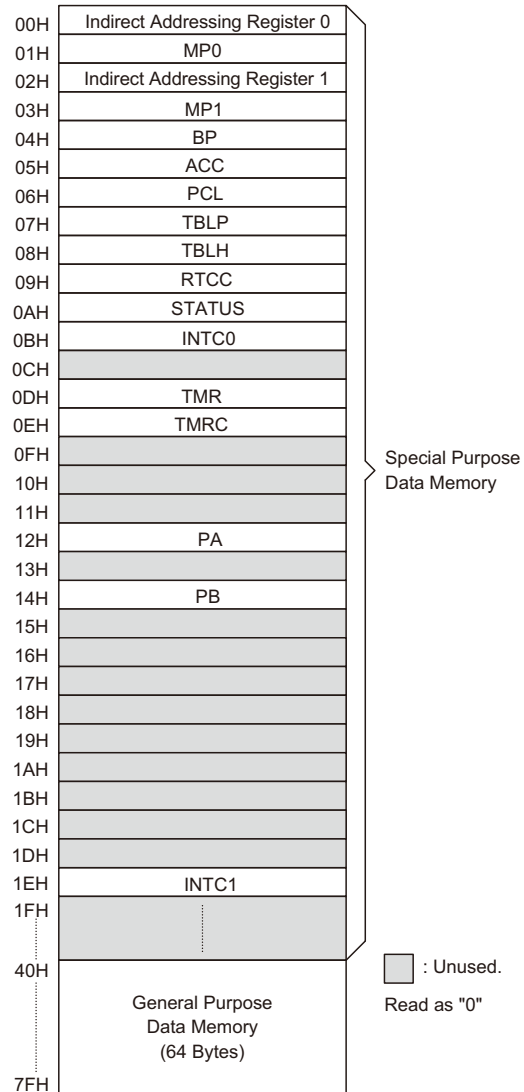 00H Indirect Addressing Register 0
01H MP0
02H Indirect Addressing Register 1
03H MP1
04H BP
05H ACC
06H PCL
07H TBLP
08H TBLH
09H RTCC
0AH STATUS
0BH INTC0
0CH
0DH TMR
0EH TMRC
0FH
10H
11H
12H PA
13H
14H PB
15H
16H
17H
18H
19H
1AH
1BH
1CH
1DH
1EH INTC1
1FH
40H
7FH
Special Purpose
Data Memory
General Purpose
Data Memory
(64 Bytes)
: Unused.
Read as "0"